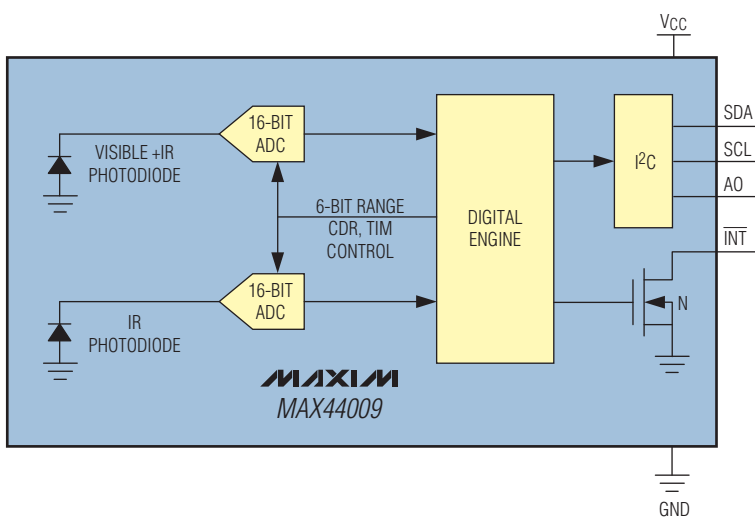 VCC
16-BIT
ADC
VISIBLE +IR
PHOTODIODE
6-BIT RANGE
CDR, TIM
CONTROL
16-BIT
ADC
IR
PHOTODIODE
DIGITAL
ENGINE
I²C
SDA
SCL
AO
INT
N
MAXIM
MAX44009
GND